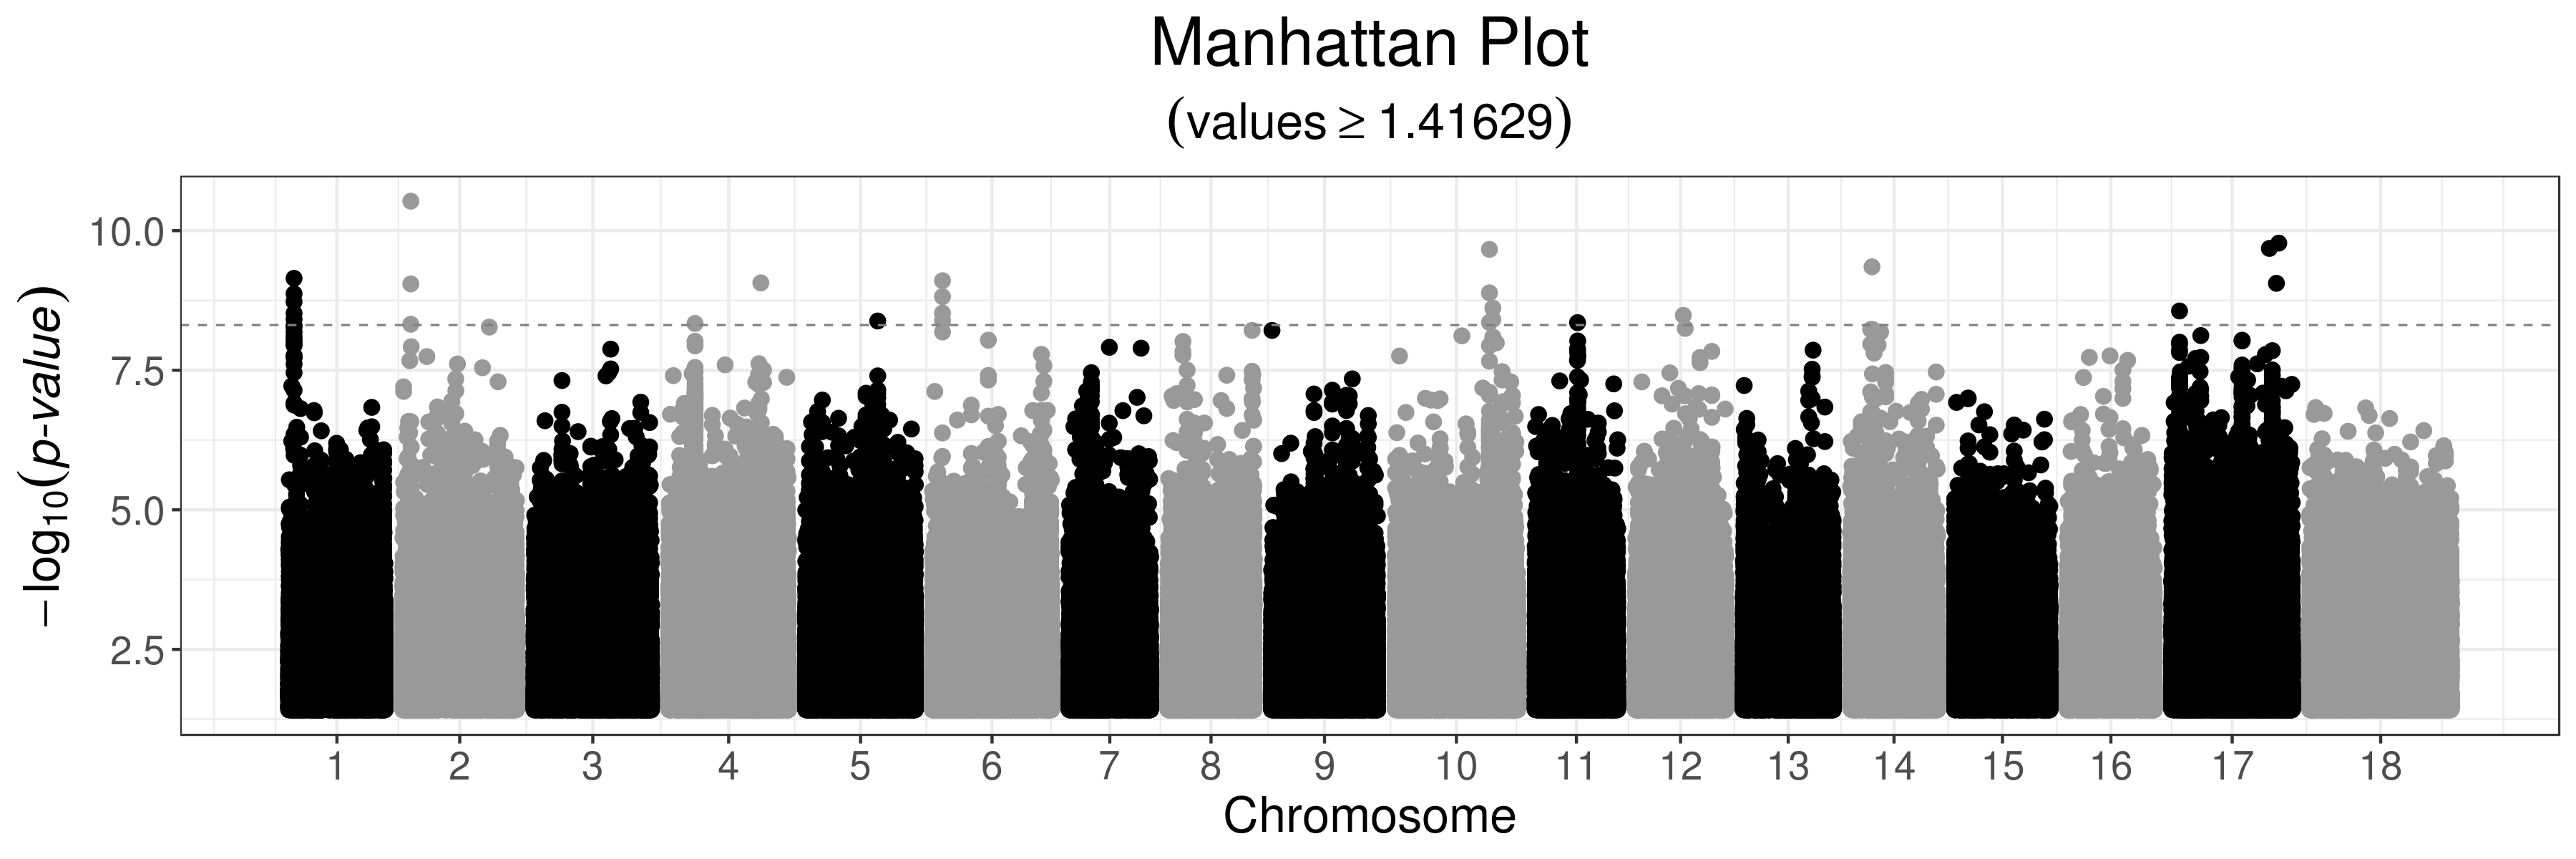 Manhattan Plot
(values ≥ 1.41629)
−log₁₀(p-value)
10.0
7.5
5.0
2.5
1 2 3 4 5 6 7 8 9 10 11 12 13 14 15 16 17 18
Chromosome